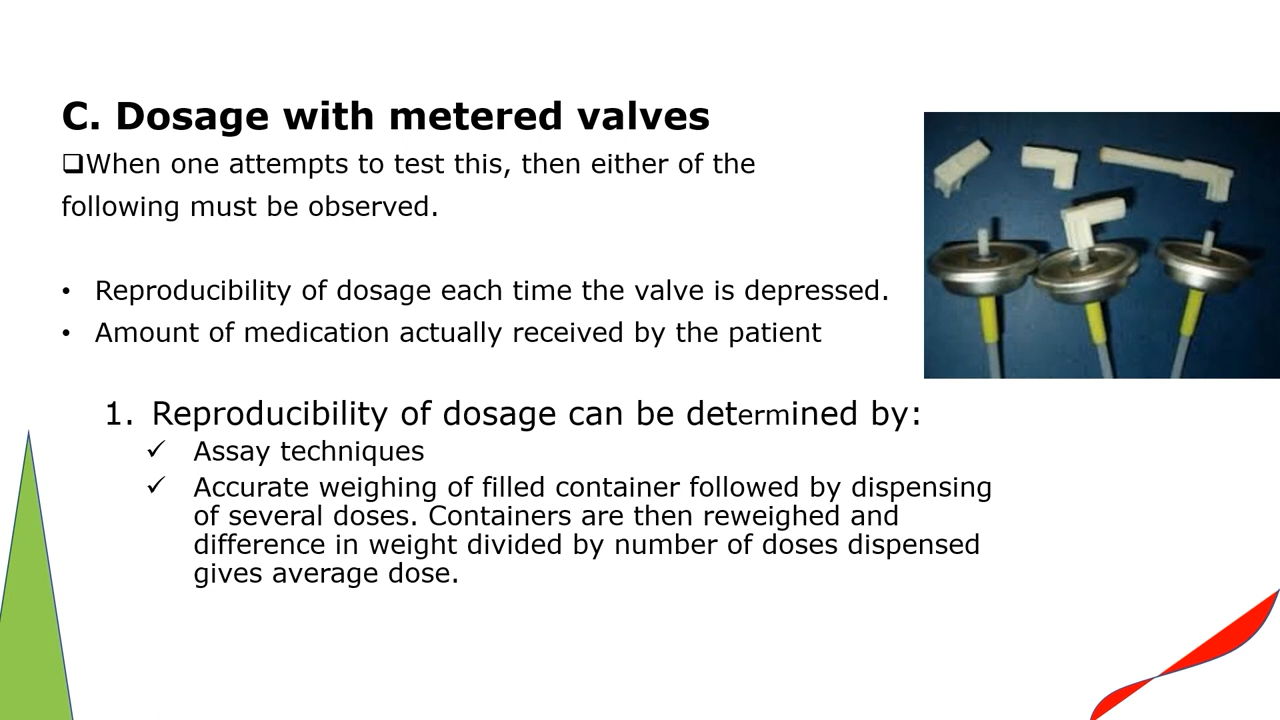 C. Dosage with metered valves
❑When one attempts to test this, then either of the
following must be observed.
• Reproducibility of dosage each time the valve is depressed.
• Amount of medication actually received by the patient
1. Reproducibility of dosage can be determined by:
✓ Assay techniques
✓ Accurate weighing of filled container followed by dispensing
of several doses. Containers are then reweighed and
difference in weight divided by number of doses dispensed
gives average dose.